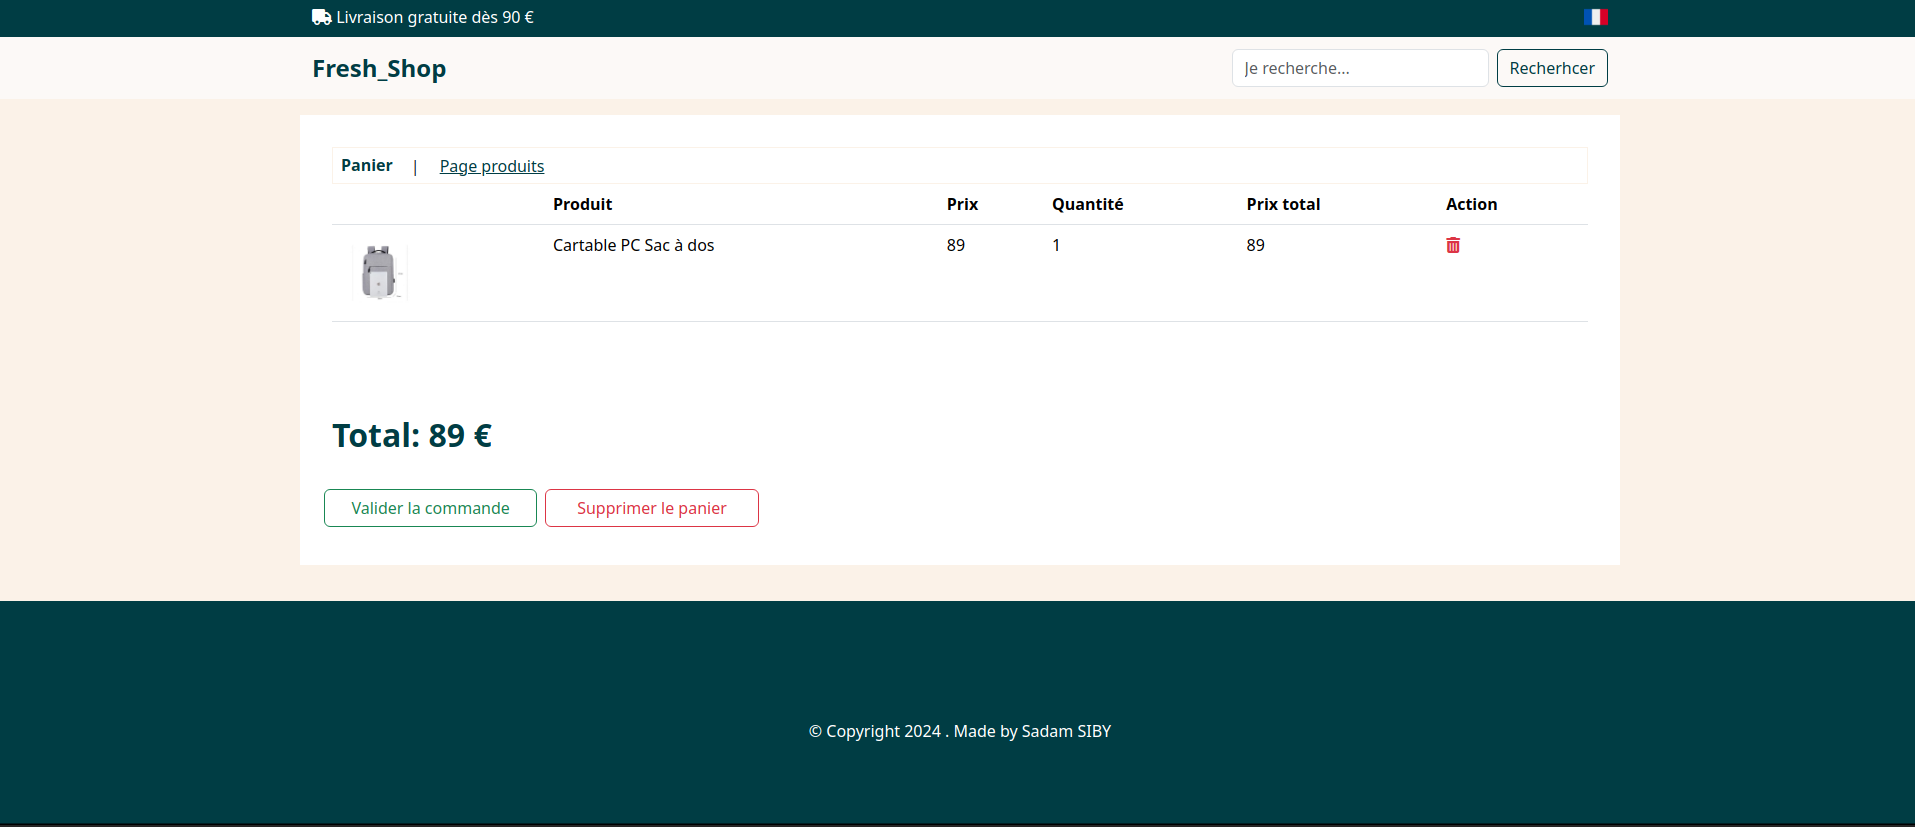 Livraison gratuite dès 90 €
Fresh_Shop
Je recherche...
Recherhcer
Panier | Page produits
Produit Prix Quantité Prix total Action
Cartable PC Sac à dos 89 1 89
Total: 89 €
Valider la commande
Supprimer le panier
© Copyright 2024 . Made by Sadam SIBY